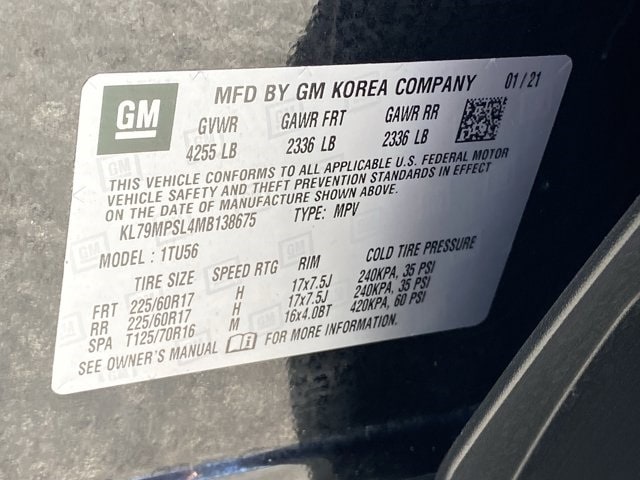 GM
MFD BY GM KOREA COMPANY 01/21
GVWR GAWR FRT GAWR RR
4255 LB 2336 LB 2336 LB
THIS VEHICLE CONFORMS TO ALL APPLICABLE U.S. FEDERAL MOTOR
VEHICLE SAFETY AND THEFT PREVENTION STANDARDS IN EFFECT
ON THE DATE OF MANUFACTURE SHOWN ABOVE.
KL79MPSL4MB138675 TYPE: MPV
MODEL : 1TU56
TIRE SIZE SPEED RTG RIM COLD TIRE PRESSURE
FRT 225/60R17 H 17x7.5J 240KPA, 35 PSI
RR 225/60R17 H 17x7.5J 240KPA, 35 PSI
SPA T125/70R16 M 16x4.0BT 420KPA, 60 PSI
SEE OWNER'S MANUAL FOR MORE INFORMATION.